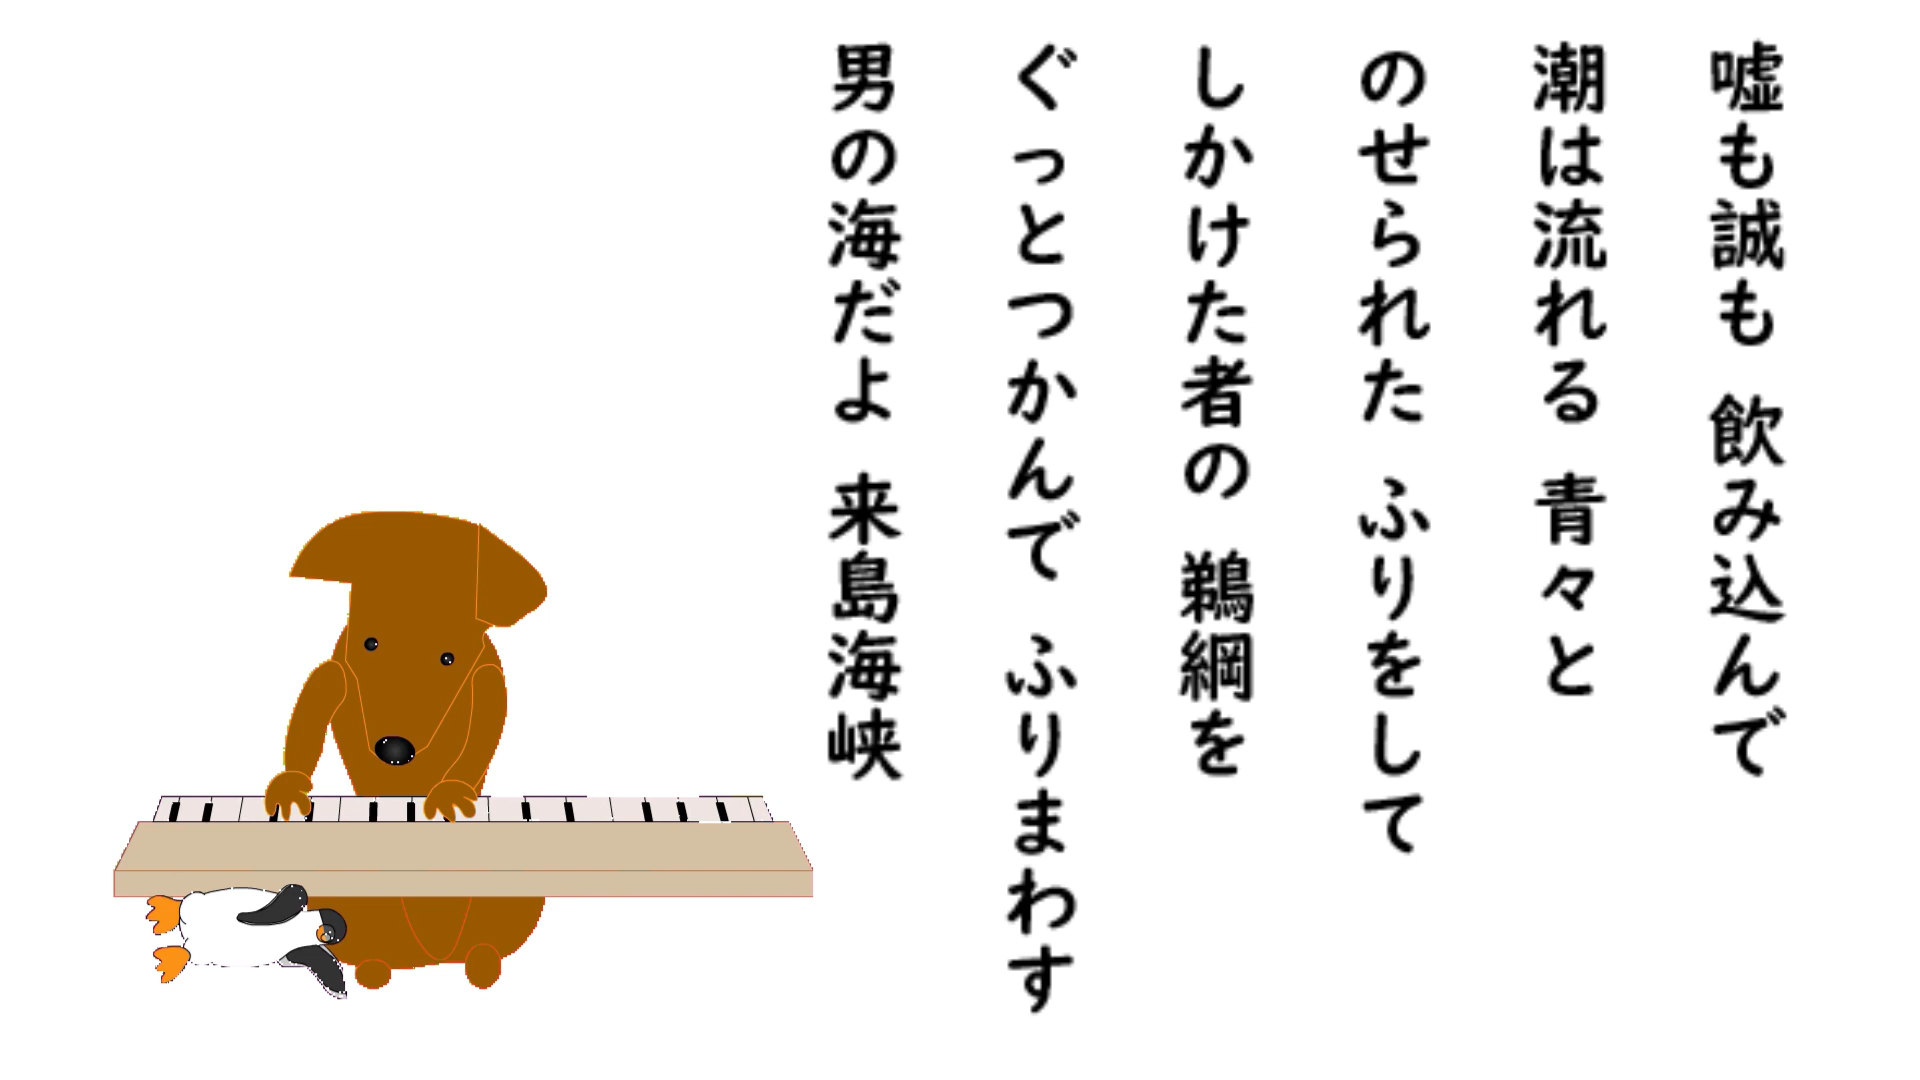 嘘も誠も 飲み込んで
潮は流れる 青々と
のせられた ふりをして
しかけた者の 鵜綱を
ぐっとつかんで ふりまわす
男の海だよ 来島海峡